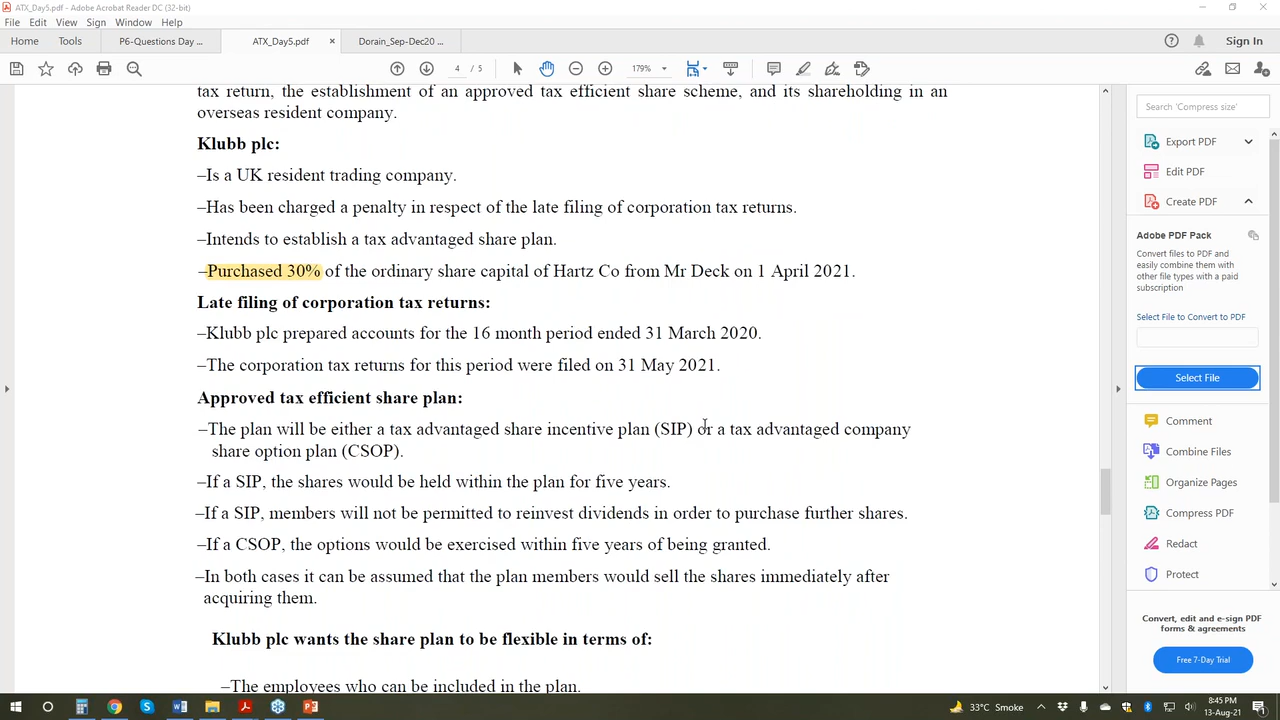 ATX_Day5.pdf - Adobe Acrobat Reader DC (32-bit)
File Edit View Sign Window Help
Home Tools P6-Questions Day ... ATX_Day5.pdf × Dorain_Sep-Dec20 ... Sign In
4 / 5 179%
tax return, the establishment of an approved tax efficient share scheme, and its shareholding in an
overseas resident company.
Klubb plc:
–Is a UK resident trading company.
–Has been charged a penalty in respect of the late filing of corporation tax returns.
–Intends to establish a tax advantaged share plan.
–Purchased 30% of the ordinary share capital of Hartz Co from Mr Deck on 1 April 2021.
Late filing of corporation tax returns:
–Klubb plc prepared accounts for the 16 month period ended 31 March 2020.
–The corporation tax returns for this period were filed on 31 May 2021.
Approved tax efficient share plan:
–The plan will be either a tax advantaged share incentive plan (SIP) or a tax advantaged company
share option plan (CSOP).
–If a SIP, the shares would be held within the plan for five years.
–If a SIP, members will not be permitted to reinvest dividends in order to purchase further shares.
–If a CSOP, the options would be exercised within five years of being granted.
–In both cases it can be assumed that the plan members would sell the shares immediately after
acquiring them.
Klubb plc wants the share plan to be flexible in terms of:
–The employees who can be included in the plan.
Search 'Compress size'
Export PDF
Edit PDF
Create PDF
Adobe PDF Pack
Convert files to PDF and
easily combine them with
other file types with a paid
subscription
Select File to Convert to PDF
Select File
Comment
Combine Files
Organize Pages
Compress PDF
Redact
Protect
Convert, edit and e-sign PDF
forms & agreements
Free 7-Day Trial
33°C Smoke
8:45 PM
13-Aug-21